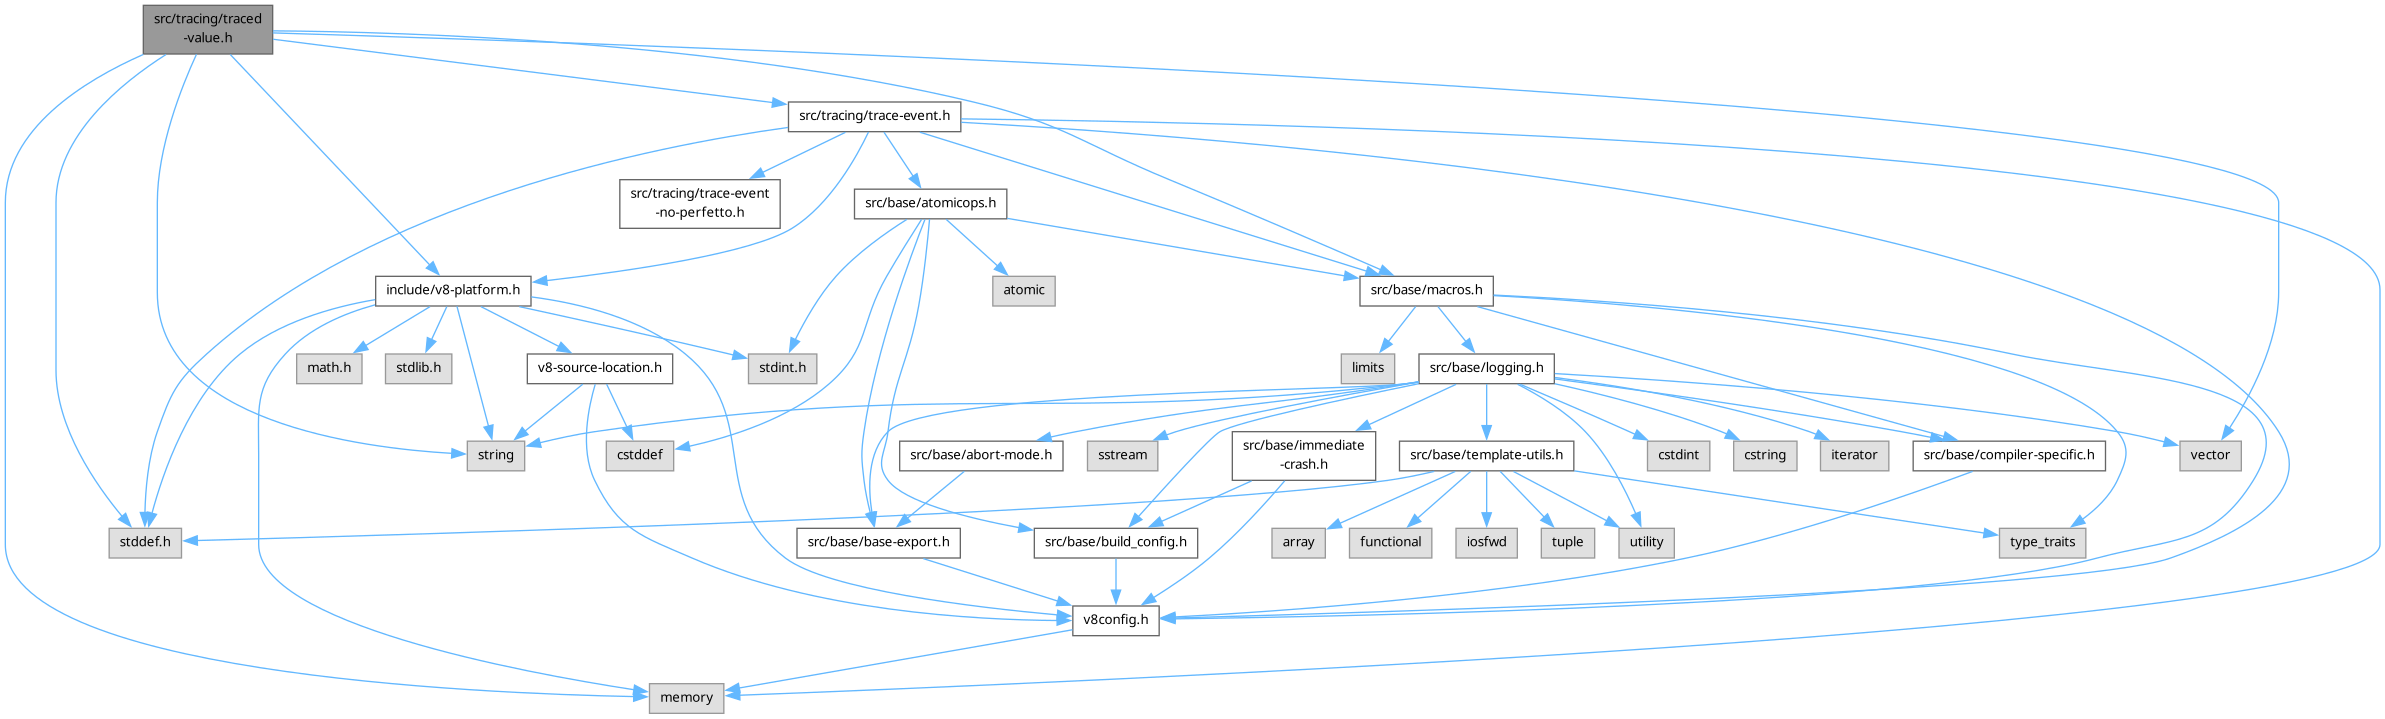 src/tracing/traced
-value.h
src/tracing/trace-event.h
src/tracing/trace-event
-no-perfetto.h
src/base/atomicops.h
include/v8-platform.h
atomic
src/base/macros.h
math.h
stdlib.h
v8-source-location.h
stdint.h
limits
src/base/logging.h
string
cstddef
src/base/abort-mode.h
sstream
src/base/immediate
-crash.h
src/base/template-utils.h
cstdint
cstring
iterator
src/base/compiler-specific.h
vector
stddef.h
src/base/base-export.h
src/base/build_config.h
array
functional
iosfwd
tuple
utility
type_traits
v8config.h
memory